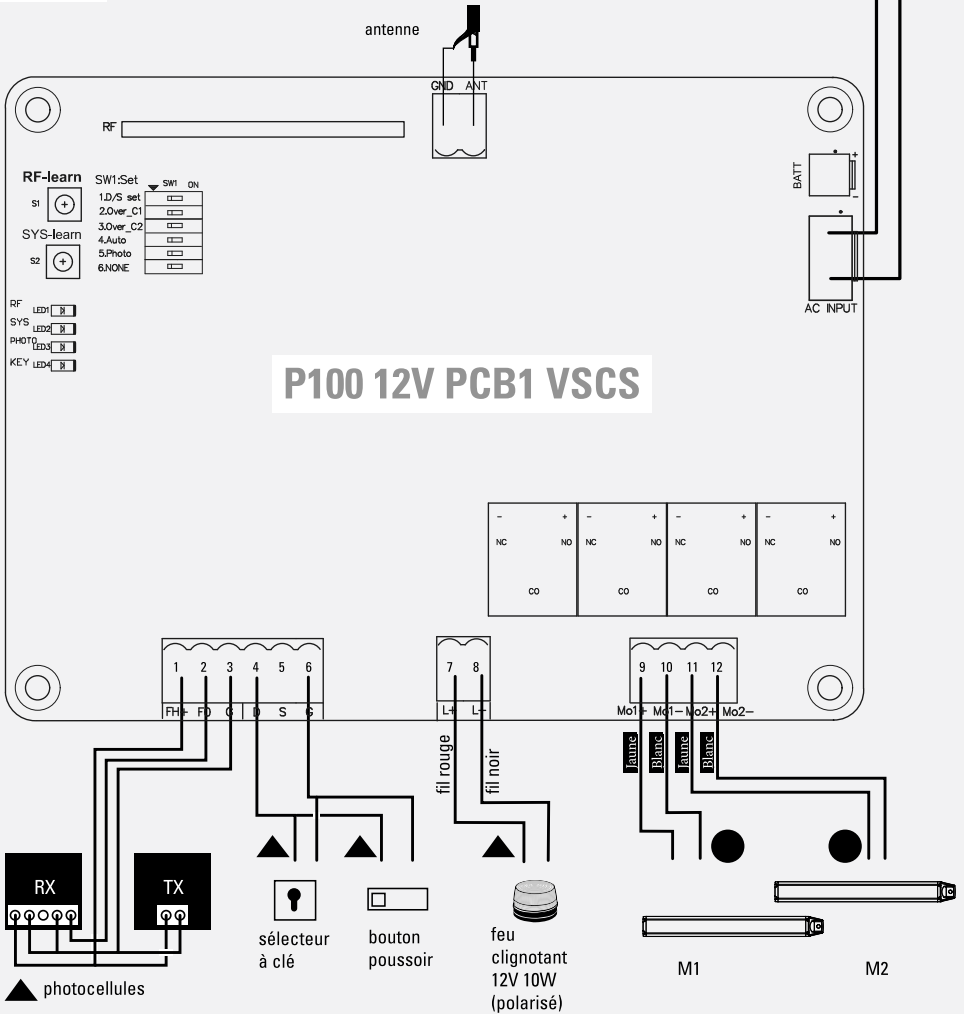 antenne
GND ANT
RF
RF-learn
S1
SYS-learn
S2
SW1:Set
SW1 ON
1.D/S set
2.Over_C1
3.Over_C2
4.Auto
5.Photo
6.NONE
BATT
+
-
AC INPUT
RF LED1
SYS LED2
PHOTO LED3
KEY LED4
P100 12V PCB1 VSCS
- + - + - + - +
NC NO NC NO NC NO NC NO
CO CO CO CO
1 2 3 4 5 6
FH+ F0 G D S G
7 8
L+ L-
9 10 11 12
Mo1+ Mo1- Mo2+ Mo2-
fil rouge
fil noir
Jaune
Blanc
Jaune
Blanc
RX
TX
photocellules
sélecteur
à clé
bouton
poussoir
feu
clignotant
12V 10W
(polarisé)
M1
M2